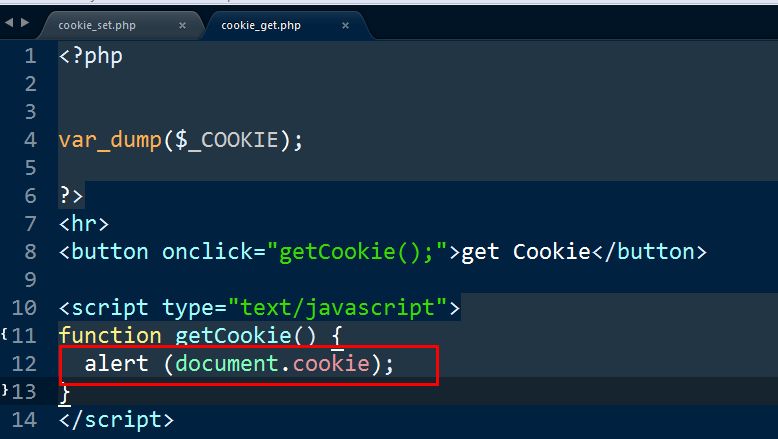 cookie_set.php × cookie_get.php ×
1 <?php
2
3
4 var_dump($_COOKIE);
5
6 ?>
7 <hr>
8 <button onclick="getCookie();">get Cookie</button>
9
10 <script type="text/javascript">
11 function getCookie() {
12 alert (document.cookie);
13 }
14 </script>